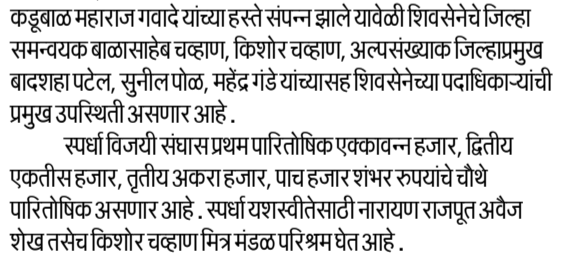 कडूबाळ महाराज गवादे यांच्या हस्ते संपन्न झाले यावेळी शिवसेनेचे जिल्हा
समन्वयक बाळासाहेब चव्हाण, किशोर चव्हाण, अल्पसंख्याक जिल्हाप्रमुख
बादशहा पटेल, सुनील पोळ, महेंद्र गंडे यांच्यासह शिवसेनेच्या पदाधिकाऱ्यांची
प्रमुख उपस्थिती असणार आहे .
स्पर्धा विजयी संघास प्रथम पारितोषिक एक्कावन्न हजार, द्वितीय
एकतीस हजार, तृतीय अकरा हजार, पाच हजार शंभर रुपयांचे चौथे
पारितोषिक असणार आहे . स्पर्धा यशस्वीतेसाठी नारायण राजपूत अवैज
शेख तसेच किशोर चव्हाण मित्र मंडळ परिश्रम घेत आहे .